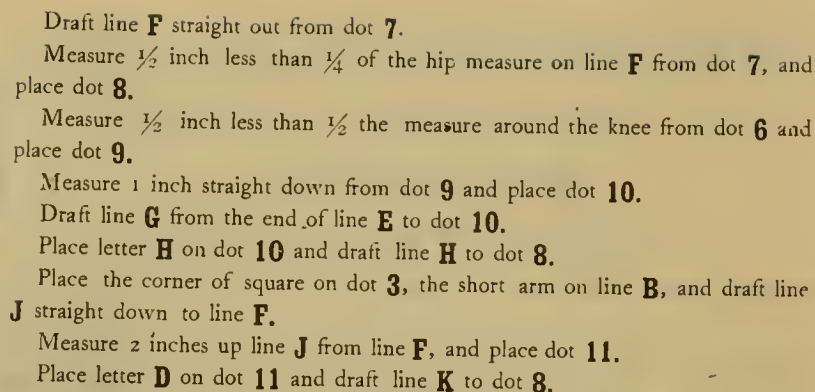 Draft line F straight out from dot 7.
Measure ½ inch less than ¼ of the hip measure on line F from dot 7, and
place dot 8.
Measure ½ inch less than ½ the measure around the knee from dot 6 and
place dot 9.
Measure 1 inch straight down from dot 9 and place dot 10.
Draft line G from the end of line E to dot 10.
Place letter H on dot 10 and draft line H to dot 8.
Place the corner of square on dot 3, the short arm on line B, and draft line
J straight down to line F.
Measure 2 inches up line J from line F, and place dot 11.
Place letter D on dot 11 and draft line K to dot 8.